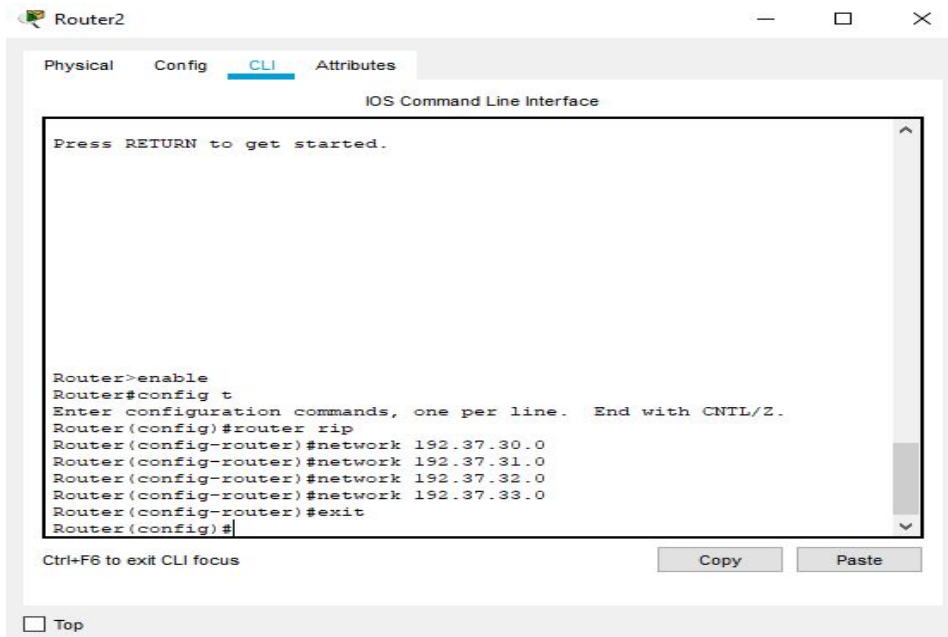 Router2
Physical Config CLI Attributes
IOS Command Line Interface
Press RETURN to get started.
Router>enable
Router#config t
Enter configuration commands, one per line.  End with CNTL/Z.
Router(config)#router rip
Router(config-router)#network 192.37.30.0
Router(config-router)#network 192.37.31.0
Router(config-router)#network 192.37.32.0
Router(config-router)#network 192.37.33.0
Router(config-router)#exit
Router(config)#
Ctrl+F6 to exit CLI focus
Copy Paste
Top